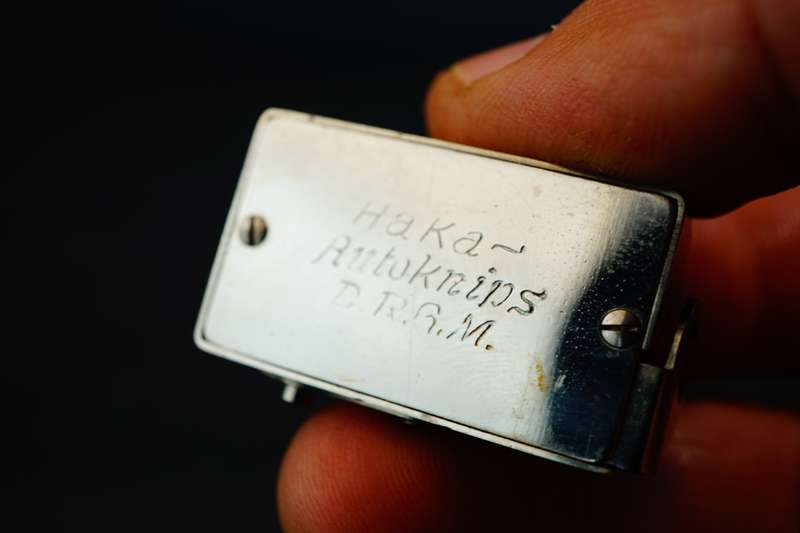 Haka-
Autoknips
D.R.G.M.